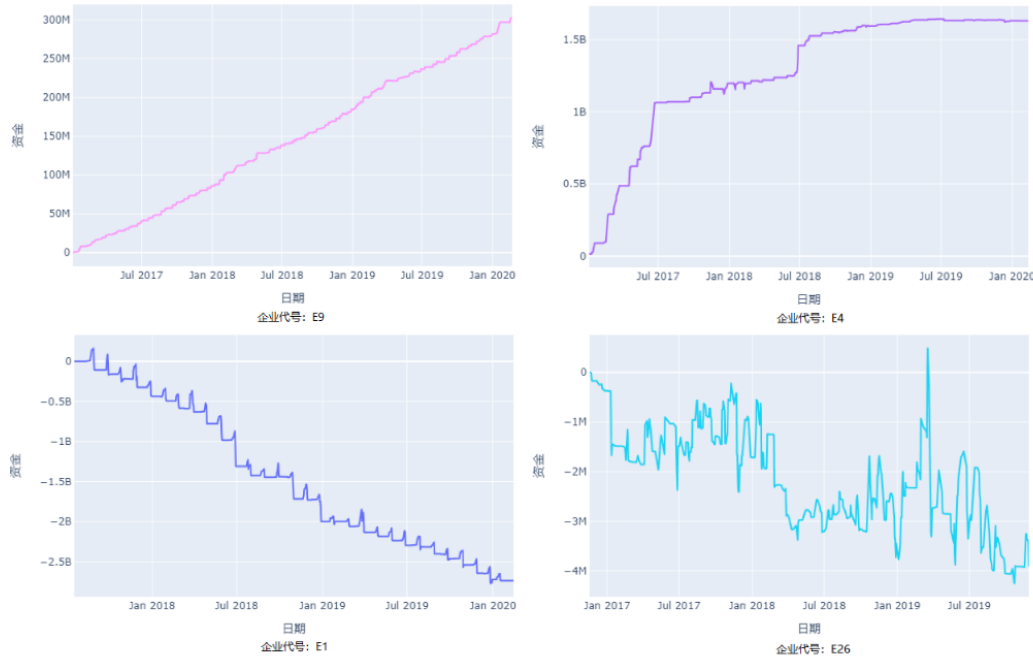 300M
250M
200M
150M
100M
50M
0
资金
Jul 2017 Jan 2018 Jul 2018 Jan 2019 Jul 2019 Jan 2020
日期
企业代号：E9
1.5B
1B
0.5B
0
资金
Jul 2017 Jan 2018 Jul 2018 Jan 2019 Jul 2019 Jan 2020
日期
企业代号：E4
0
−0.5B
−1B
−1.5B
−2B
−2.5B
资金
Jan 2018 Jul 2018 Jan 2019 Jul 2019 Jan 2020
日期
企业代号：E1
0
−1M
−2M
−3M
−4M
资金
Jan 2017 Jul 2017 Jan 2018 Jul 2018 Jan 2019 Jul 2019
日期
企业代号：E26